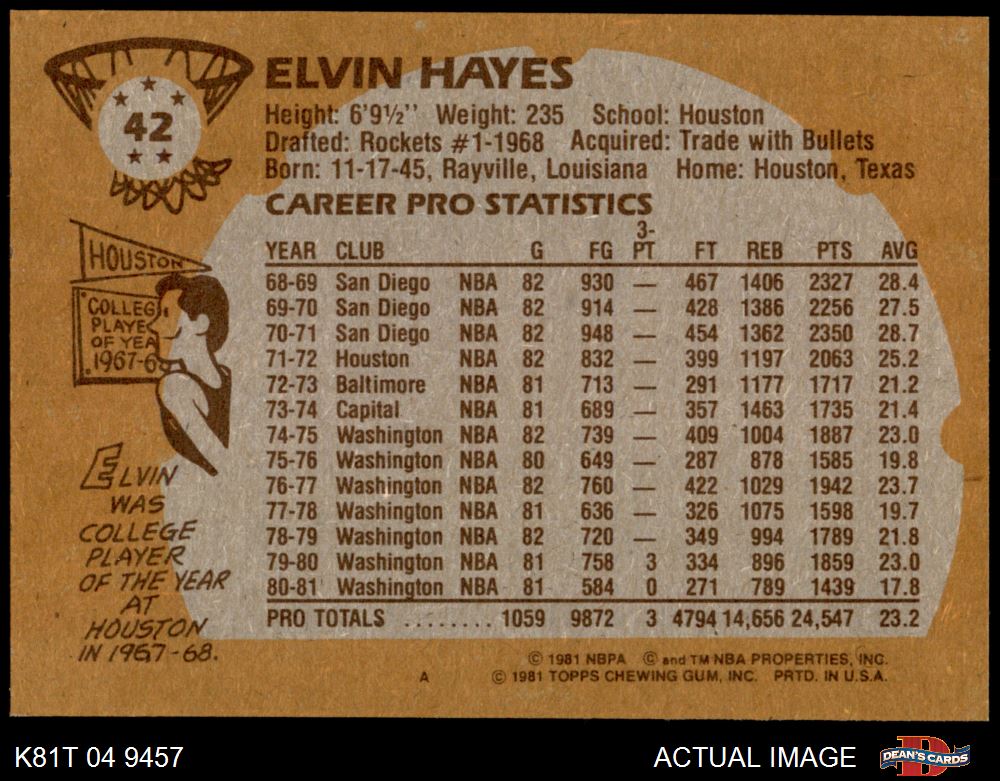 42
ELVIN HAYES
Height: 6'9½'' Weight: 235 School: Houston
Drafted: Rockets #1-1968 Acquired: Trade with Bullets
Born: 11-17-45, Rayville, Louisiana Home: Houston, Texas
CAREER PRO STATISTICS
YEAR CLUB G FG 3-PT FT REB PTS AVG
68-69 San Diego NBA 82 930 — 467 1406 2327 28.4
69-70 San Diego NBA 82 914 — 428 1386 2256 27.5
70-71 San Diego NBA 82 948 — 454 1362 2350 28.7
71-72 Houston NBA 82 832 — 399 1197 2063 25.2
72-73 Baltimore NBA 81 713 — 291 1177 1717 21.2
73-74 Capital NBA 81 689 — 357 1463 1735 21.4
74-75 Washington NBA 82 739 — 409 1004 1887 23.0
75-76 Washington NBA 80 649 — 287 878 1585 19.8
76-77 Washington NBA 82 760 — 422 1029 1942 23.7
77-78 Washington NBA 81 636 — 326 1075 1598 19.7
78-79 Washington NBA 82 720 — 349 994 1789 21.8
79-80 Washington NBA 81 758 3 334 896 1859 23.0
80-81 Washington NBA 81 584 0 271 789 1439 17.8
PRO TOTALS ........ 1059 9872 3 4794 14,656 24,547 23.2
HOUSTON
COLLEG
PLAYE
OF YEA
1967-6
ELVIN
WAS
COLLEGE
PLAYER
OF THE YEAR
AT
HOUSTON
IN 1967-68.
© 1981 NBPA © and TM NBA PROPERTIES, INC.
A © 1981 TOPPS CHEWING GUM, INC. PRTD. IN U.S.A.
K81T 04 9457 ACTUAL IMAGE DEAN'S CARDS